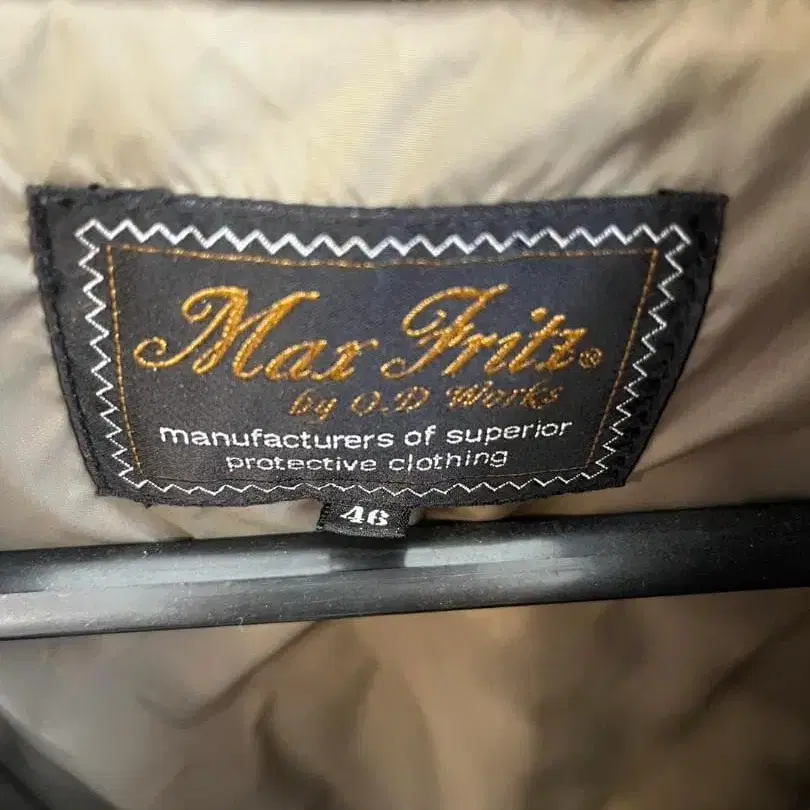 Max Fritz®
by O.D Works
manufacturers of superior
protective clothing
46